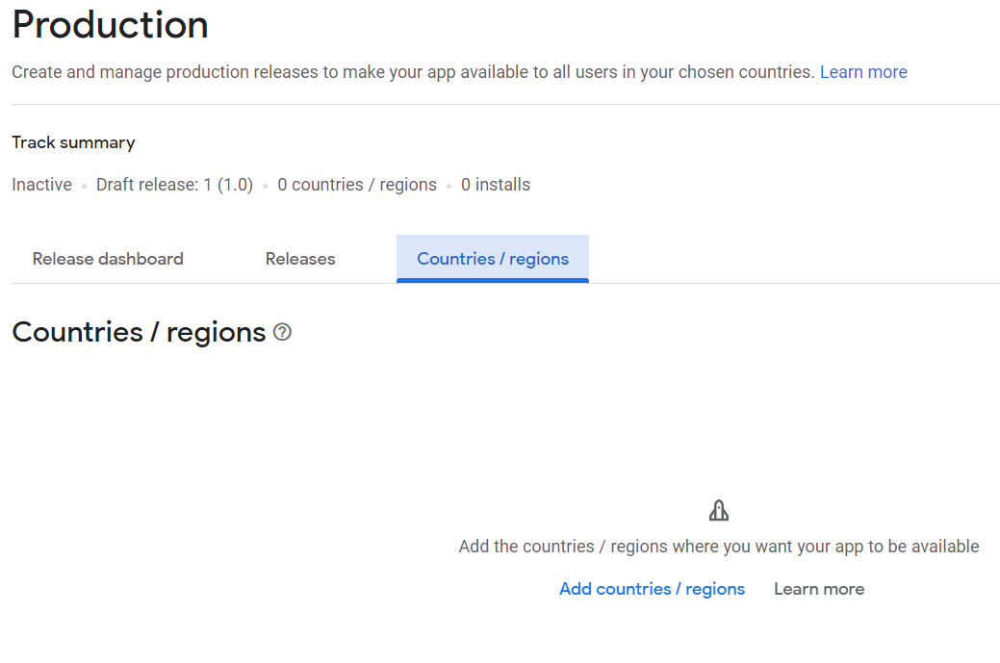 Production
Create and manage production releases to make your app available to all users in your chosen countries. Learn more
Track summary
Inactive • Draft release: 1 (1.0) • 0 countries / regions • 0 installs
Release dashboard Releases Countries / regions
Countries / regions
Add the countries / regions where you want your app to be available
Add countries / regions Learn more